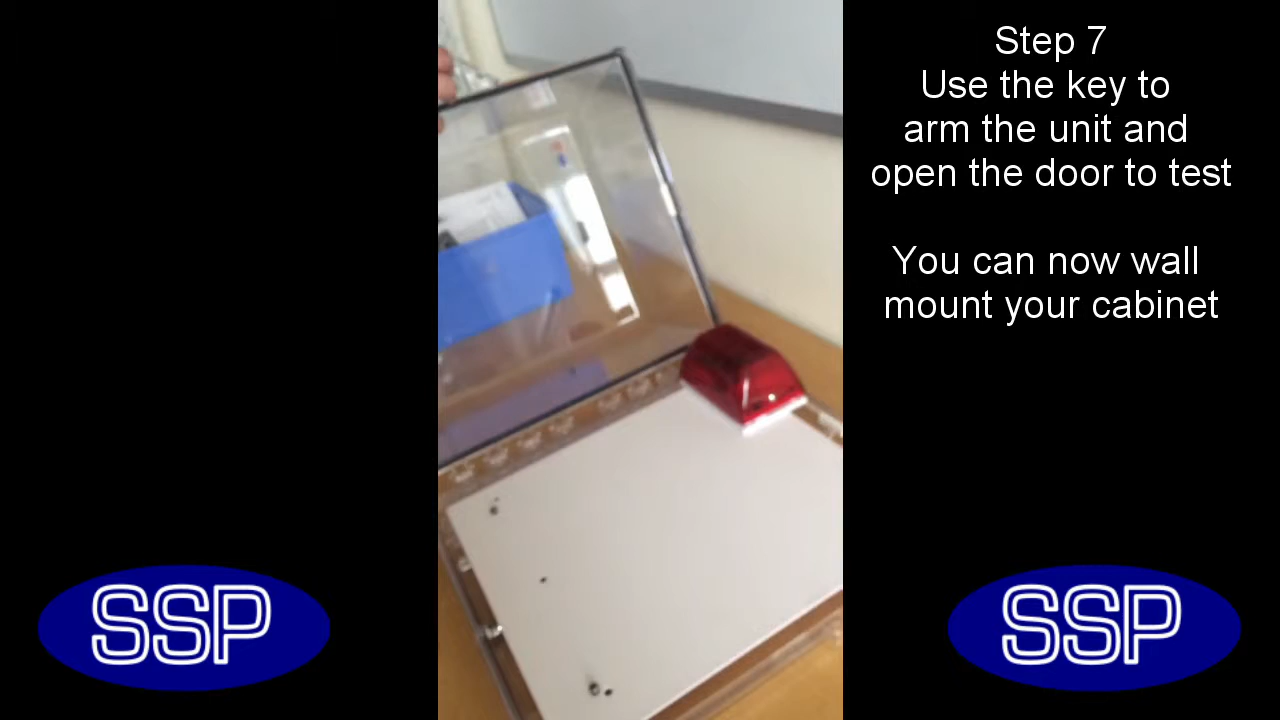 Step 7
Use the key to
arm the unit and
open the door to test
You can now wall
mount your cabinet
SSP
SSP